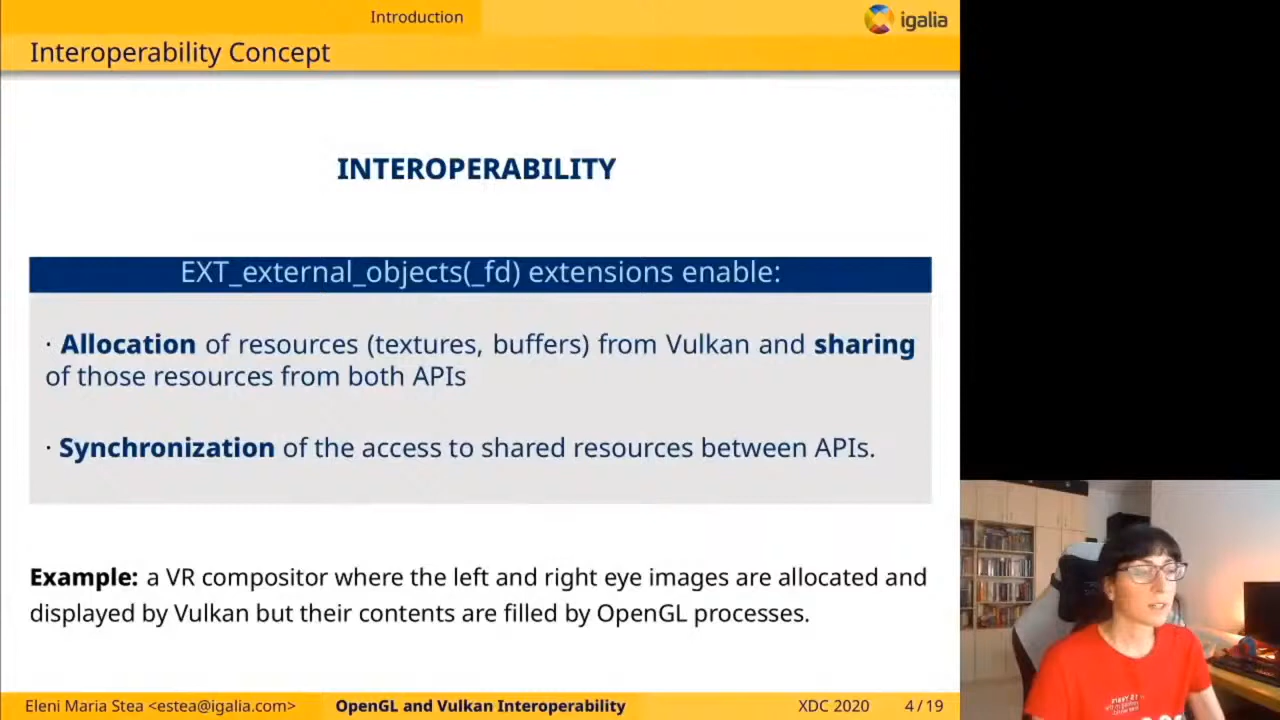 Introduction
igalia
Interoperability Concept
INTEROPERABILITY
EXT_external_objects(_fd) extensions enable:
· Allocation of resources (textures, buffers) from Vulkan and sharing
of those resources from both APIs
· Synchronization of the access to shared resources between APIs.
Example: a VR compositor where the left and right eye images are allocated and
displayed by Vulkan but their contents are filled by OpenGL processes.
Eleni Maria Stea <estea@igalia.com> OpenGL and Vulkan Interoperability XDC 2020 4 / 19